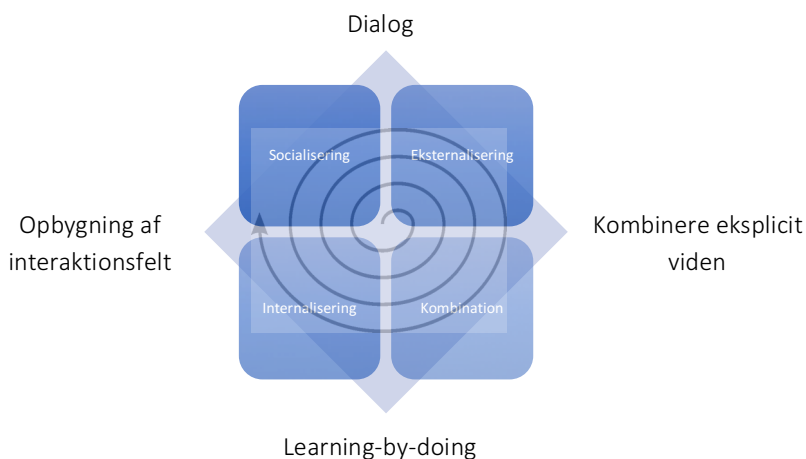 Dialog
Socialisering
Eksternalisering
Opbygning af
interaktionsfelt
Kombinere eksplicit
viden
Internalisering
Kombination
Learning-by-doing